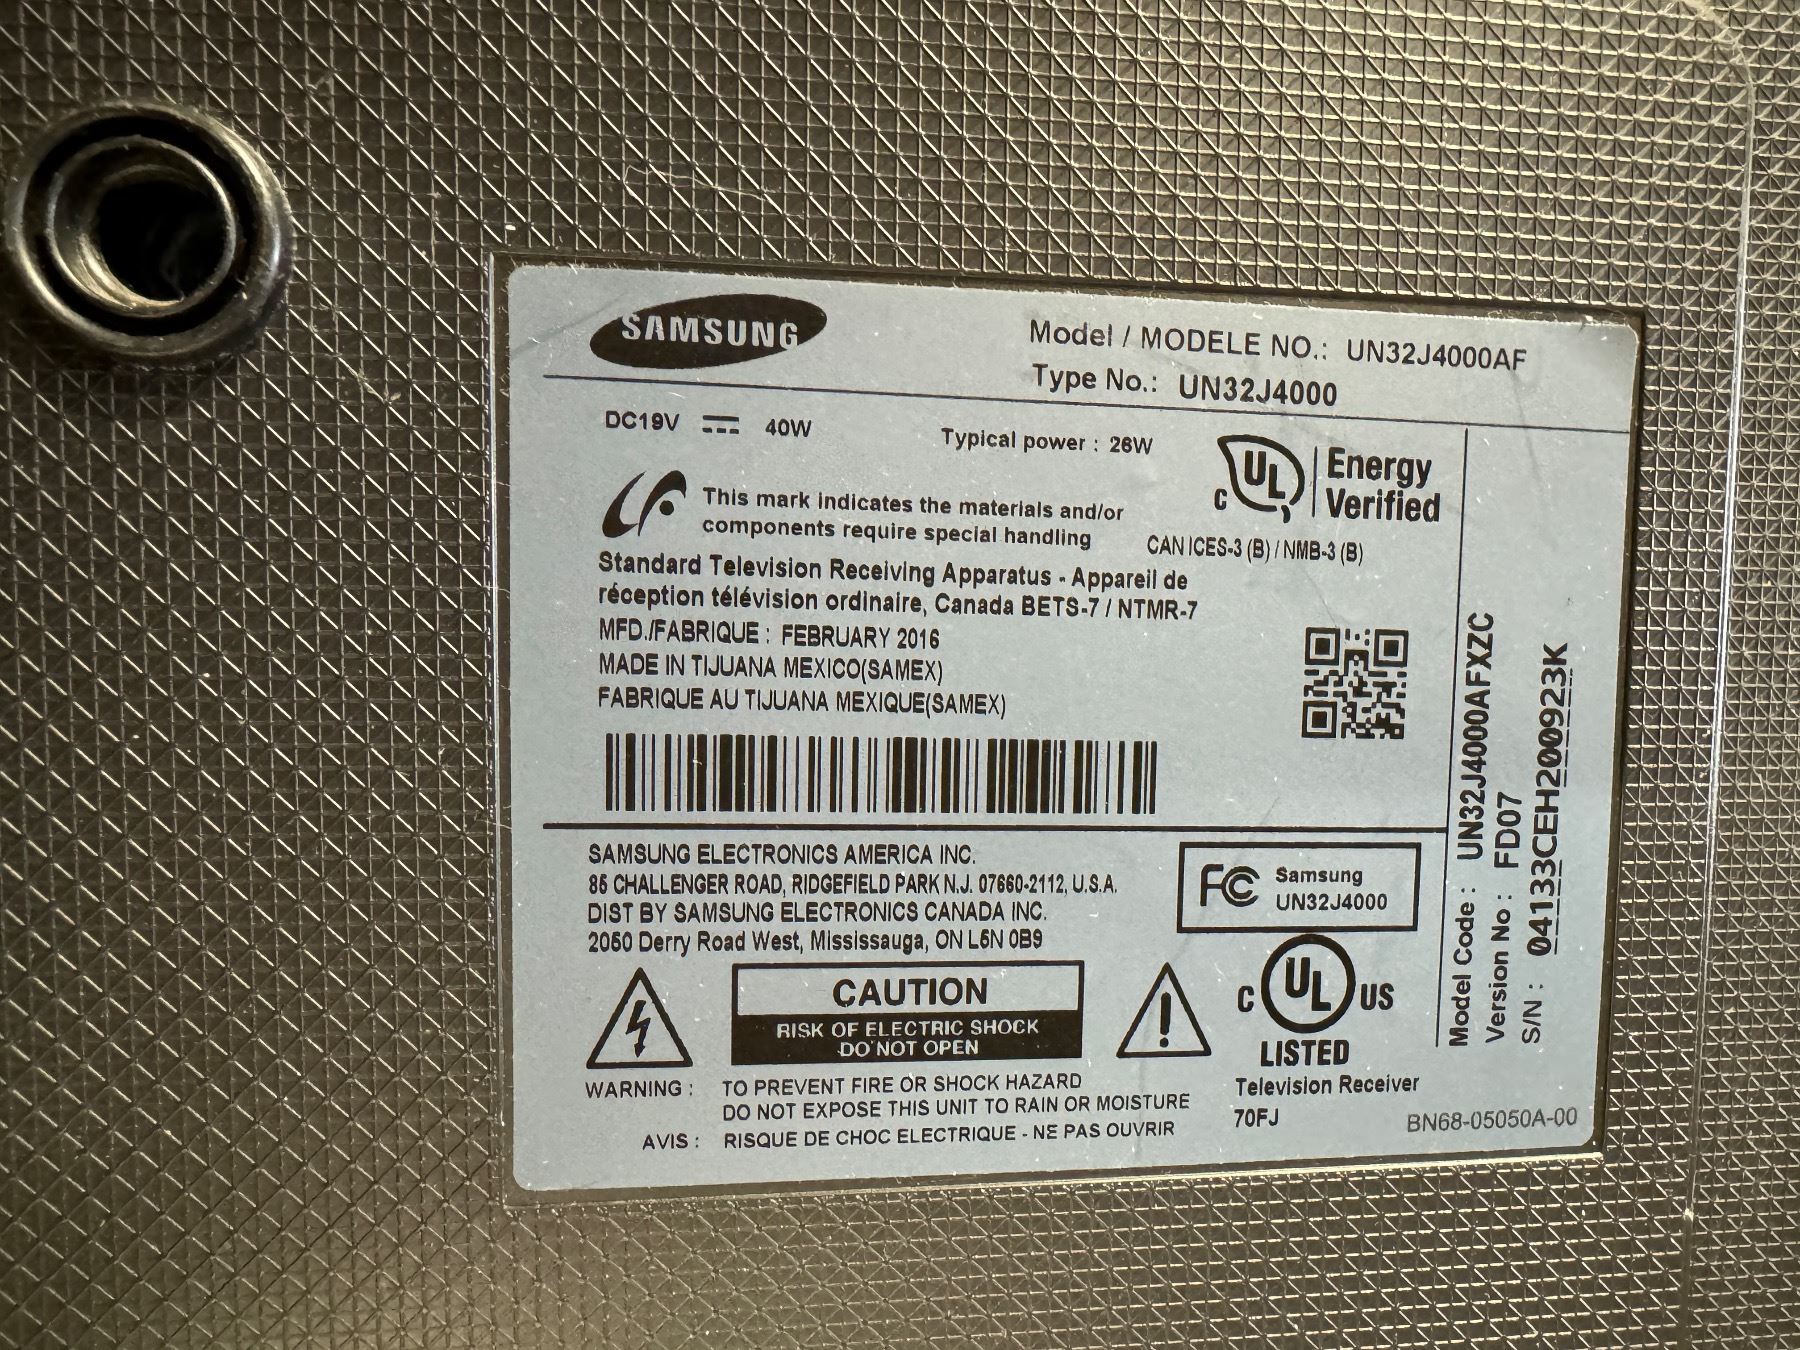 SAMSUNG
Model / MODELE NO.: UN32J4000AF
Type No.: UN32J4000
DC19V 40W
Typical power : 26W
C UL Energy Verified
This mark indicates the materials and/or
components require special handling
CAN ICES-3 (B) / NMB-3 (B)
Standard Television Receiving Apparatus - Appareil de
réception télévision ordinaire, Canada BETS-7 / NTMR-7
MFD./FABRIQUE : FEBRUARY 2016
MADE IN TIJUANA MEXICO(SAMEX)
FABRIQUE AU TIJUANA MEXIQUE(SAMEX)
SAMSUNG ELECTRONICS AMERICA INC.
85 CHALLENGER ROAD, RIDGEFIELD PARK N.J. 07660-2112, U.S.A.
DIST BY SAMSUNG ELECTRONICS CANADA INC.
2050 Derry Road West, Mississauga, ON L5N 0B9
FC Samsung
UN32J4000
CAUTION
RISK OF ELECTRIC SHOCK
DO NOT OPEN
C UL US
LISTED
Television Receiver
70FJ
WARNING : TO PREVENT FIRE OR SHOCK HAZARD
DO NOT EXPOSE THIS UNIT TO RAIN OR MOISTURE
AVIS : RISQUE DE CHOC ELECTRIQUE - NE PAS OUVRIR
BN68-05050A-00
Model Code : UN32J4000AFXZC
Version No : FD07
S/N : 04133CEH200923K